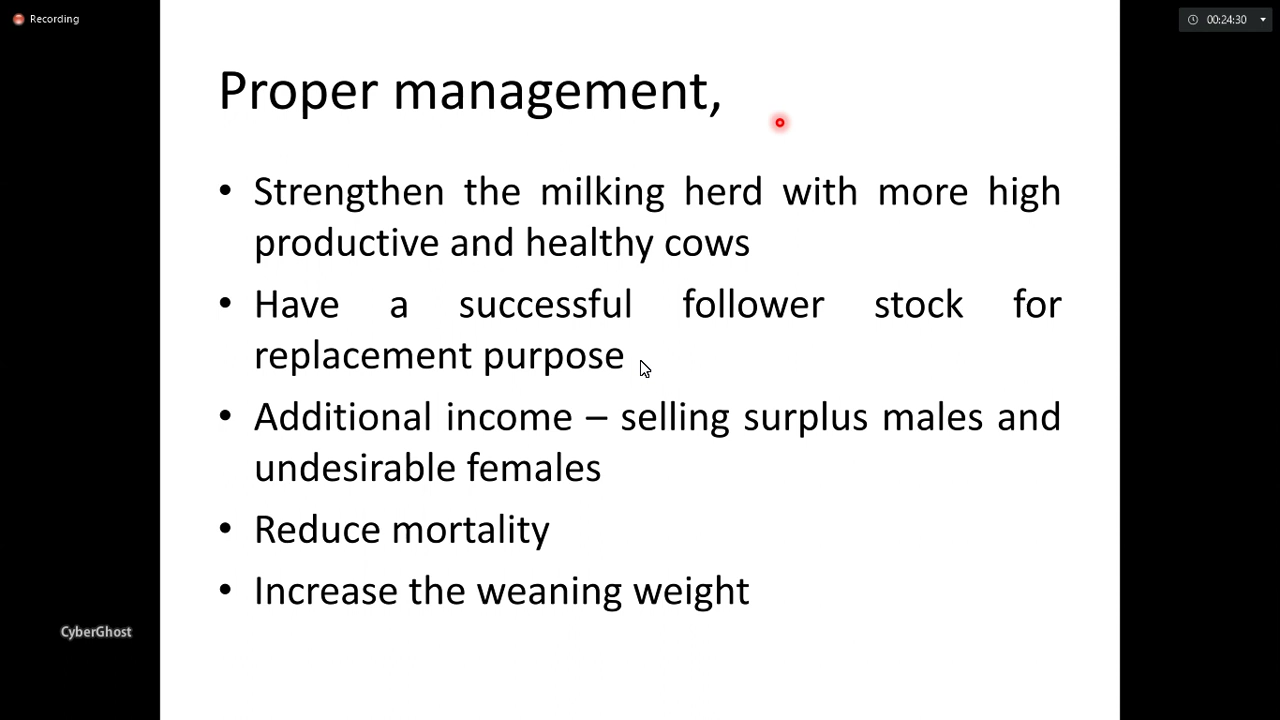 Recording
00:24:30
Proper management,
• Strengthen the milking herd with more high
productive and healthy cows
• Have a successful follower stock for
replacement purpose
• Additional income – selling surplus males and
undesirable females
• Reduce mortality
• Increase the weaning weight
CyberGhost